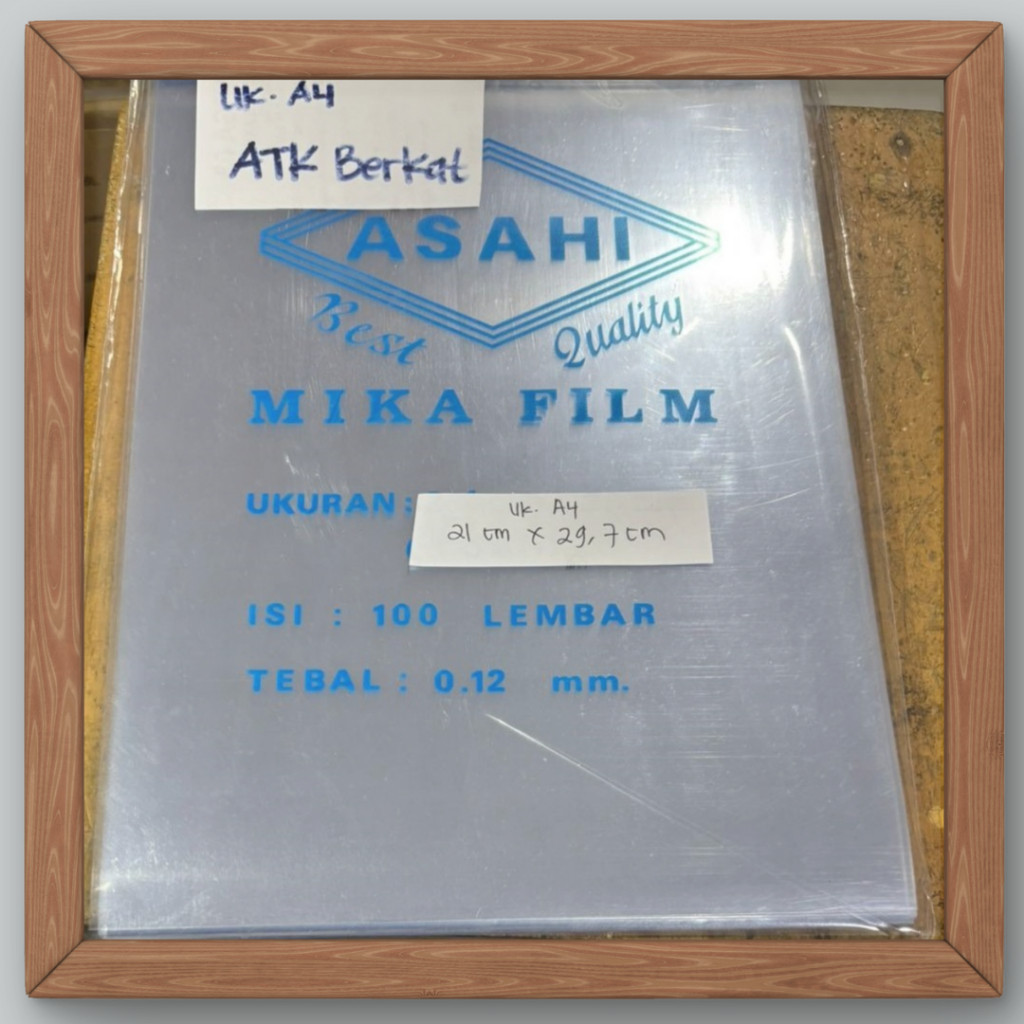 Uk. A4
ATK Berkat
ASAHI
Best Quality
MIKA FILM
UKURAN :
Uk. A4
21 cm x 29,7 cm
ISI : 100 LEMBAR
TEBAL : 0.12 mm.